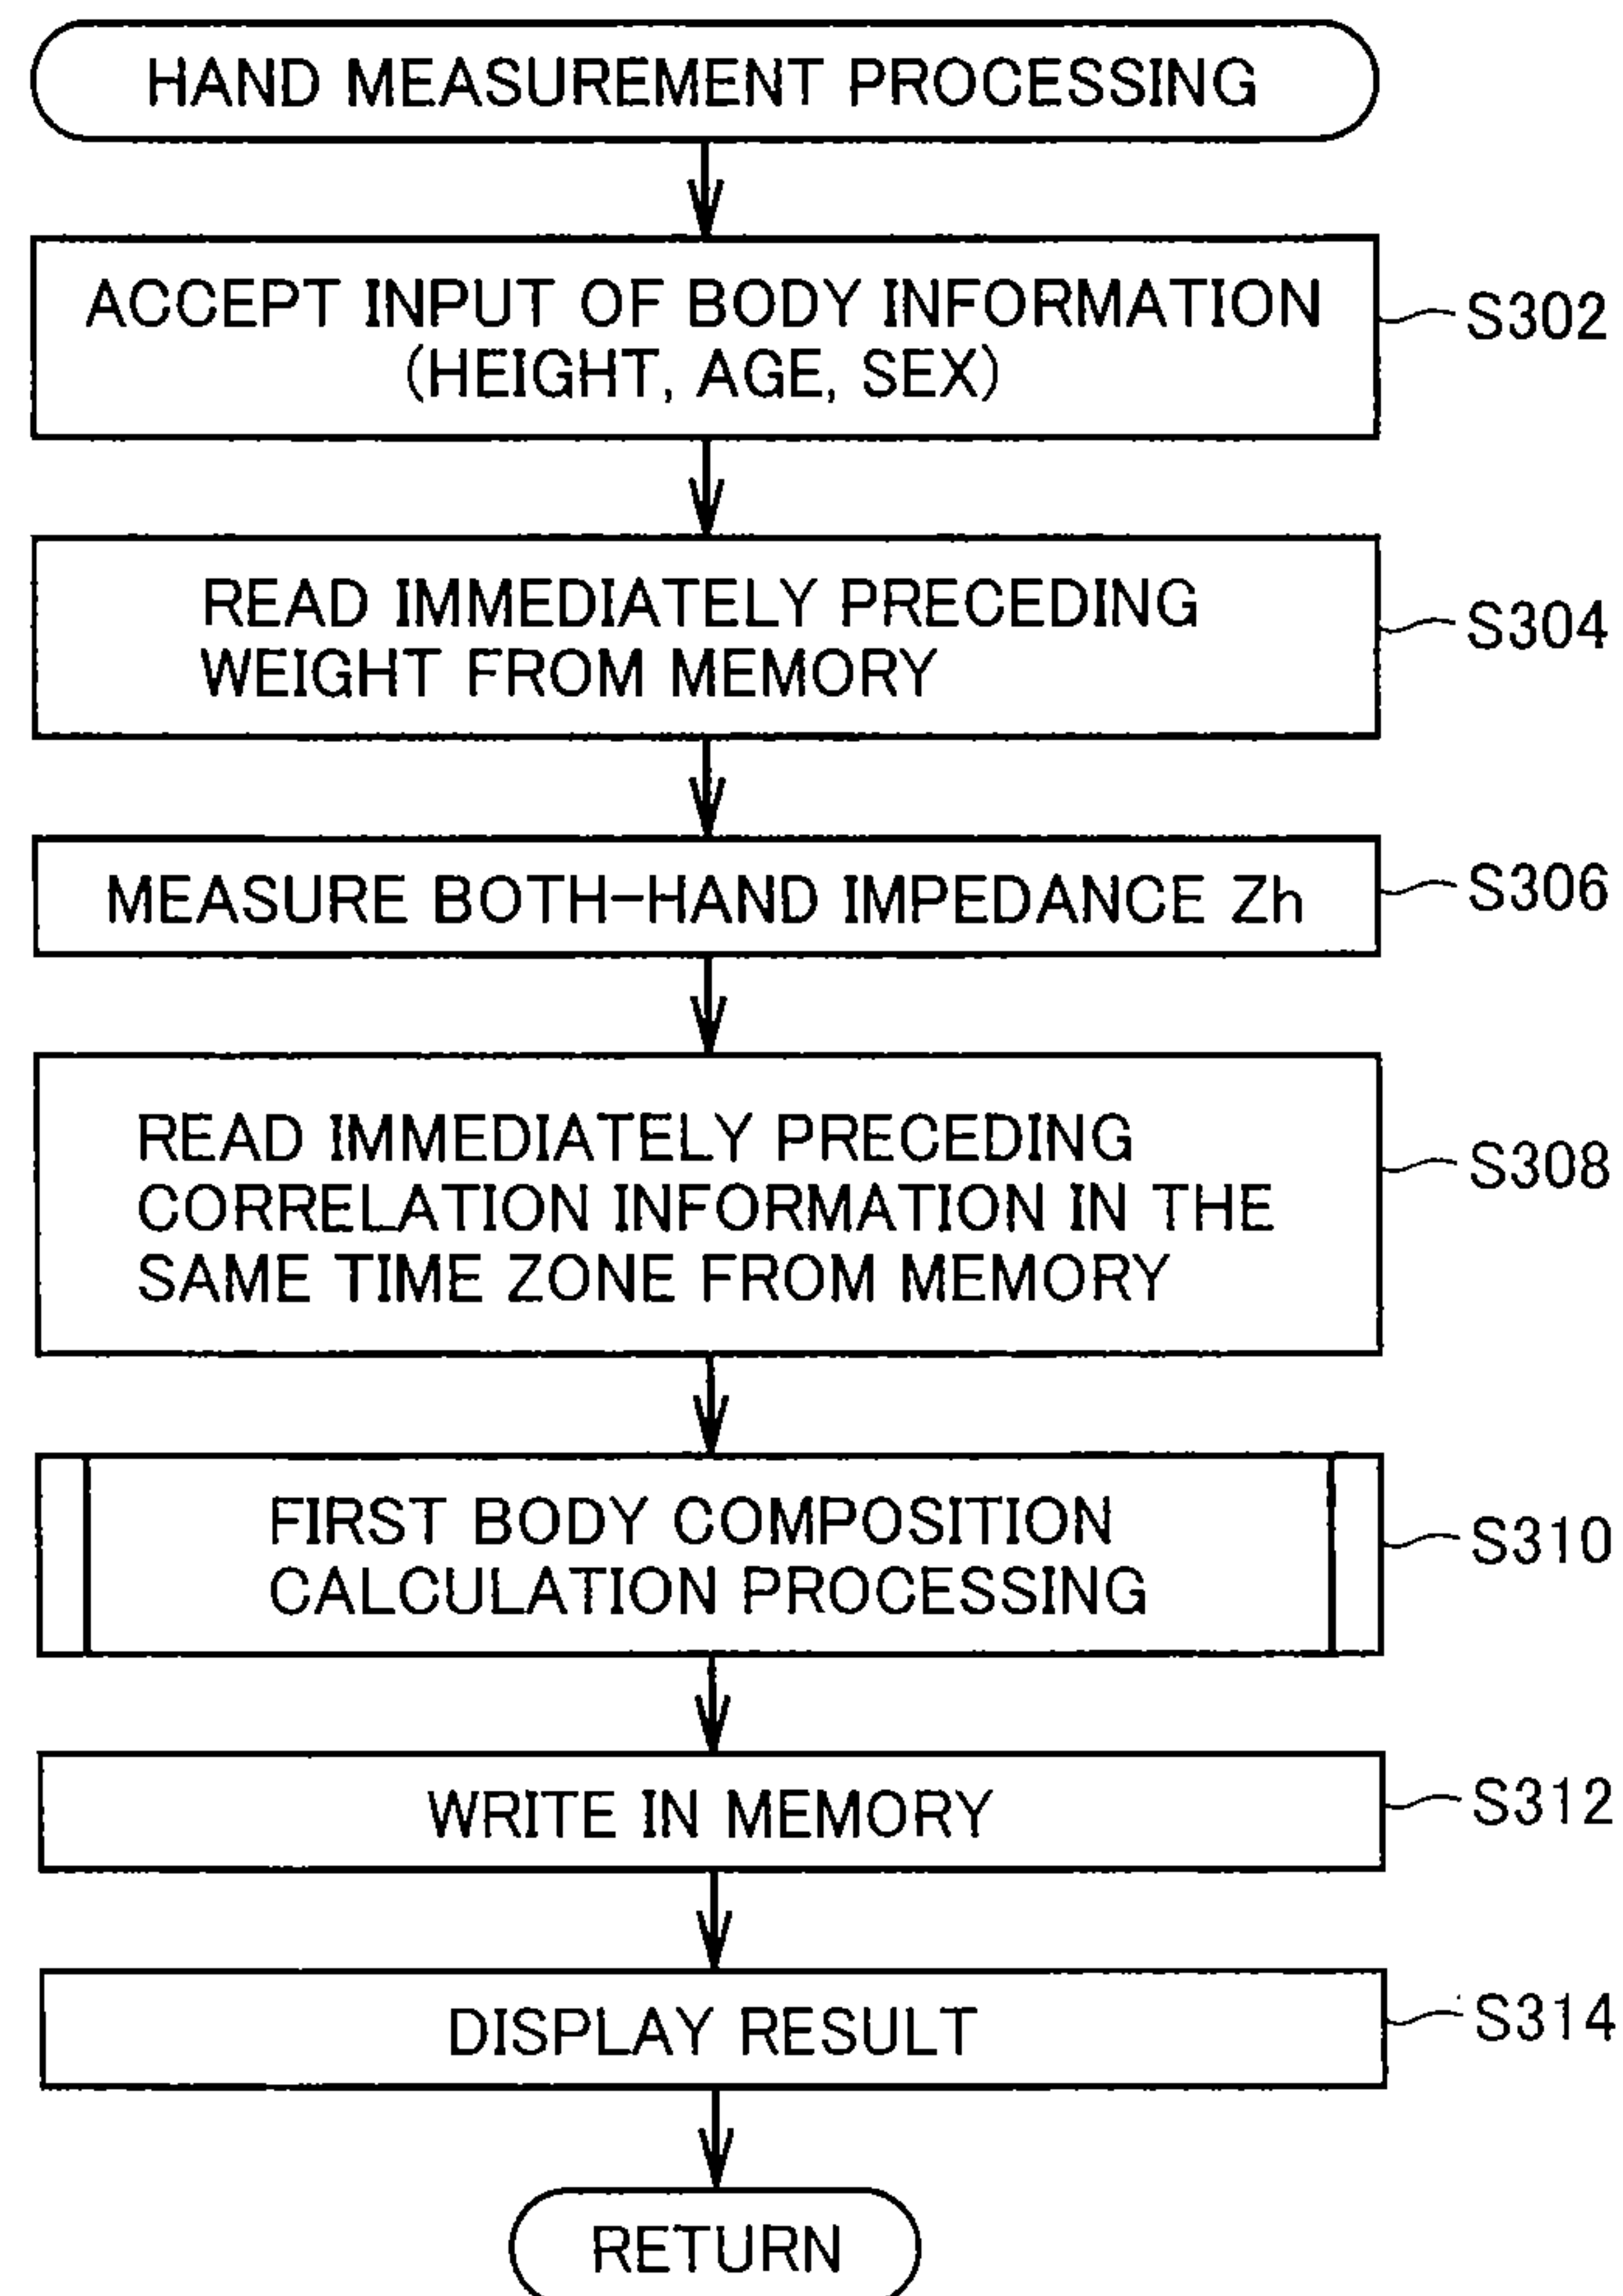 HAND MEASUREMENT PROCESSING
ACCEPT INPUT OF BODY INFORMATION
(HEIGHT, AGE, SEX)
S302
READ IMMEDIATELY PRECEDING
WEIGHT FROM MEMORY
S304
MEASURE BOTH-HAND IMPEDANCE Zh
S306
READ IMMEDIATELY PRECEDING
CORRELATION INFORMATION IN THE
SAME TIME ZONE FROM MEMORY
S308
FIRST BODY COMPOSITION
CALCULATION PROCESSING
S310
WRITE IN MEMORY
S312
DISPLAY RESULT
S314
RETURN